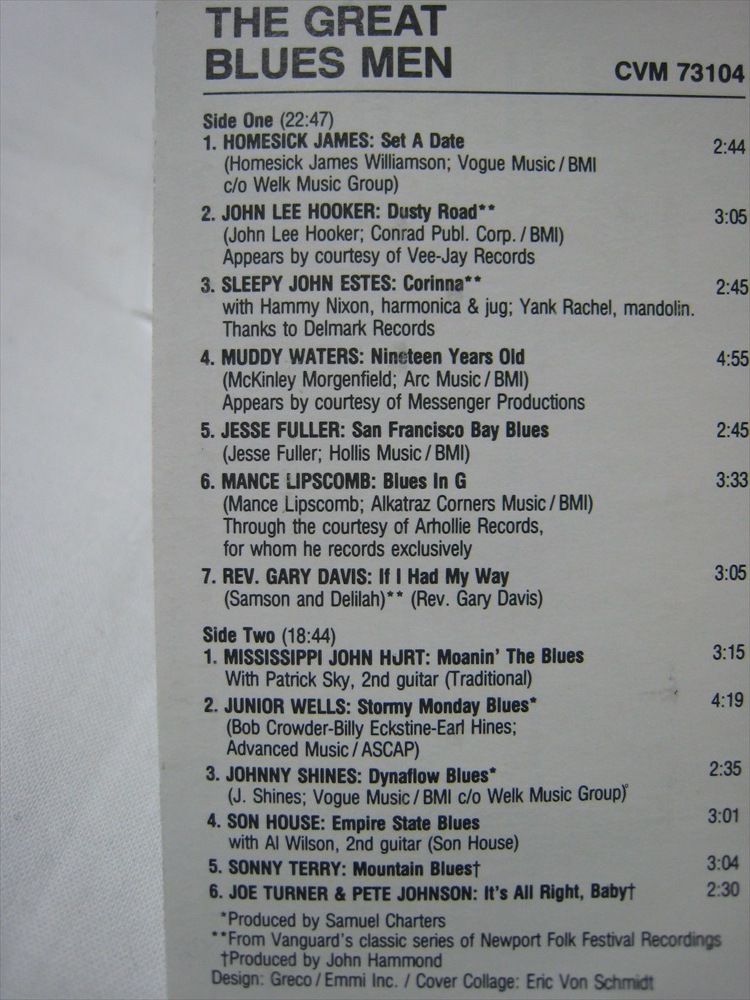 THE GREAT
BLUES MEN
CVM 73104
Side One (22:47)
1. HOMESICK JAMES: Set A Date 2:44
(Homesick James Williamson; Vogue Music/BMI
c/o Welk Music Group)
2. JOHN LEE HOOKER: Dusty Road** 3:05
(John Lee Hooker; Conrad Publ. Corp./BMI)
Appears by courtesy of Vee-Jay Records
3. SLEEPY JOHN ESTES: Corinna** 2:45
with Hammy Nixon, harmonica & jug; Yank Rachel, mandolin.
Thanks to Delmark Records
4. MUDDY WATERS: Nineteen Years Old 4:55
(McKinley Morgenfield; Arc Music/BMI)
Appears by courtesy of Messenger Productions
5. JESSE FULLER: San Francisco Bay Blues 2:45
(Jesse Fuller; Hollis Music/BMI)
6. MANCE LIPSCOMB: Blues In G 3:33
(Mance Lipscomb; Alkatraz Corners Music/BMI)
Through the courtesy of Arhollie Records,
for whom he records exclusively
7. REV. GARY DAVIS: If I Had My Way 3:05
(Samson and Delilah)** (Rev. Gary Davis)
Side Two (18:44)
1. MISSISSIPPI JOHN HURT: Moanin' The Blues 3:15
With Patrick Sky, 2nd guitar (Traditional)
2. JUNIOR WELLS: Stormy Monday Blues* 4:19
(Bob Crowder-Billy Eckstine-Earl Hines;
Advanced Music/ASCAP)
3. JOHNNY SHINES: Dynaflow Blues* 2:35
(J. Shines; Vogue Music/BMI c/o Welk Music Group)
4. SON HOUSE: Empire State Blues 3:01
with Al Wilson, 2nd guitar (Son House)
5. SONNY TERRY: Mountain Blues† 3:04
6. JOE TURNER & PETE JOHNSON: It's All Right, Baby† 2:30
*Produced by Samuel Charters
**From Vanguard's classic series of Newport Folk Festival Recordings
†Produced by John Hammond
Design: Greco/Emmi Inc. / Cover Collage: Eric Von Schmidt